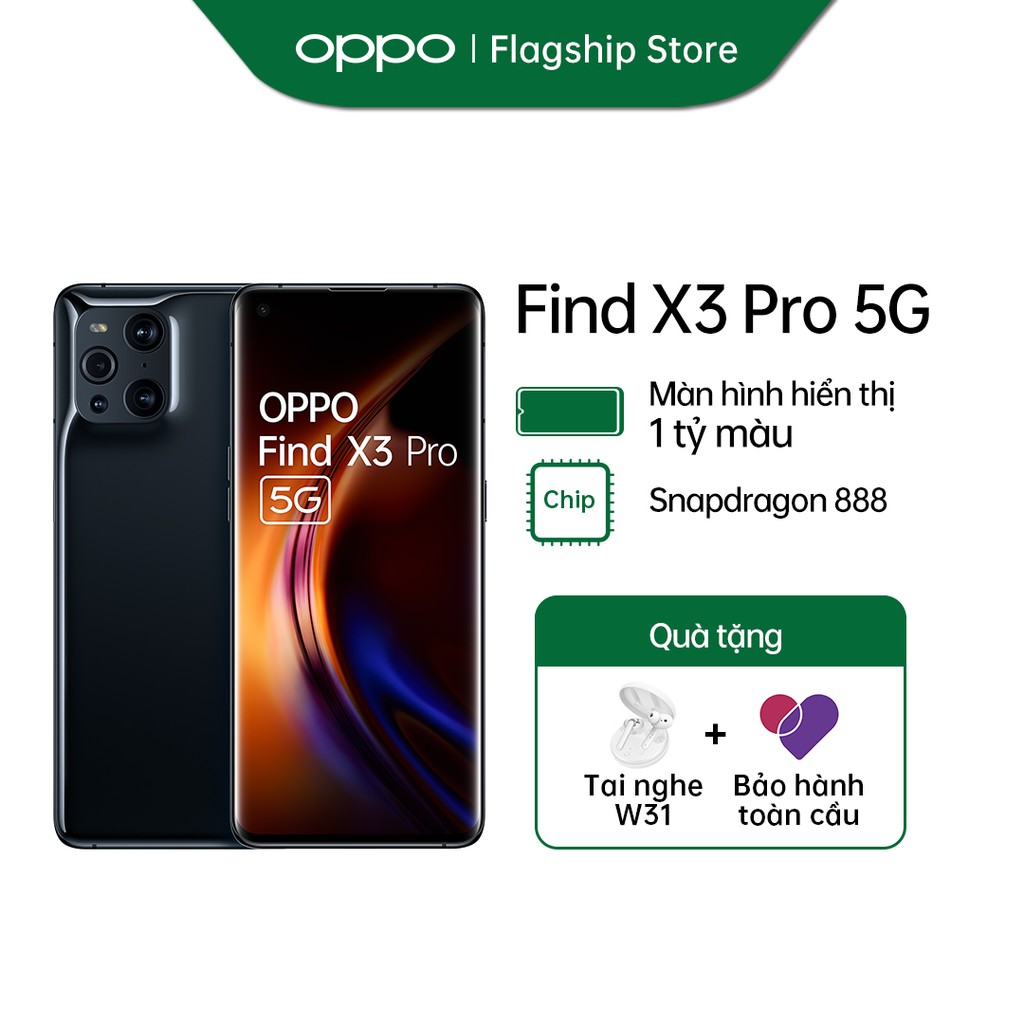 oppo | Flagship Store
Find X3 Pro 5G
OPPO
Find X3 Pro
5G
Màn hình hiển thị
1 tỷ màu
Chip
Snapdragon 888
Quà tặng
+
Tai nghe
W31
Bảo hành
toàn cầu